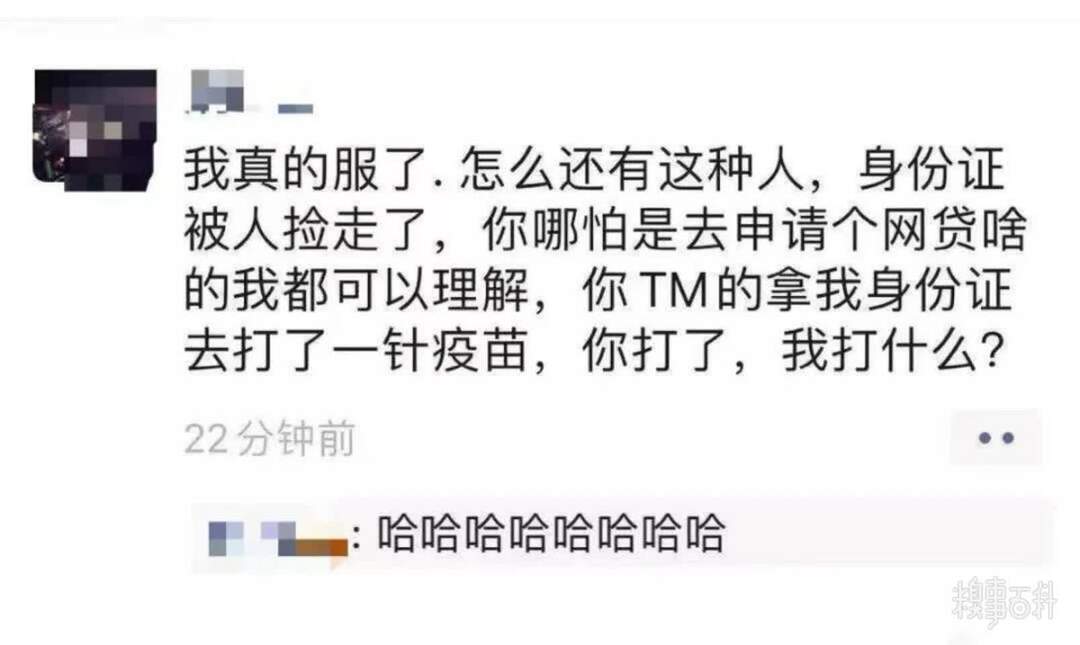 我真的服了.怎么还有这种人，身份证
被人捡走了，你哪怕是去申请个网贷啥
的我都可以理解，你TM的拿我身份证
去打了一针疫苗，你打了，我打什么?
22分钟前
: 哈哈哈哈哈哈哈哈
糗事百科